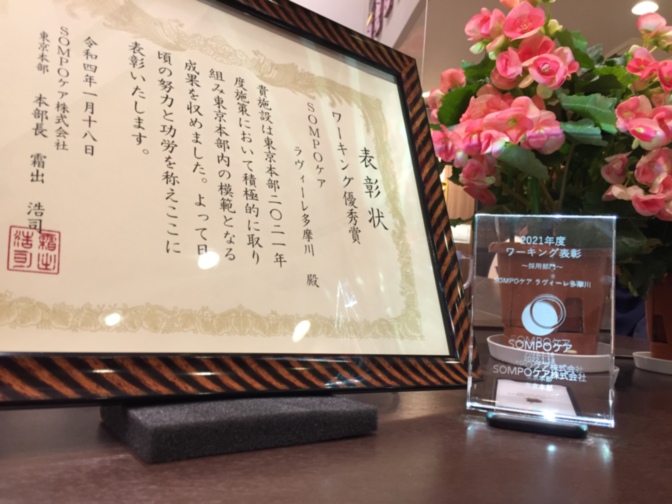 表彰状
ワーキング優秀賞
SOMPOケア
ラヴィーレ多摩川 殿
貴施設は東京本部二〇二一年
度施策において積極的に取り
組み東京本部内の模範となる
成果を収めました。よって日
頃の努力と功労を称えここに
表彰いたします。
令和四年一月十八日
SOMPOケア株式会社
東京本部 本部長 霜出 浩司
霜出
浩司
2021年度
ワーキング表彰
～採用部門～
SOMPOケア ラヴィーレ多摩川
SOMPOケア
SOMPOケア株式会社